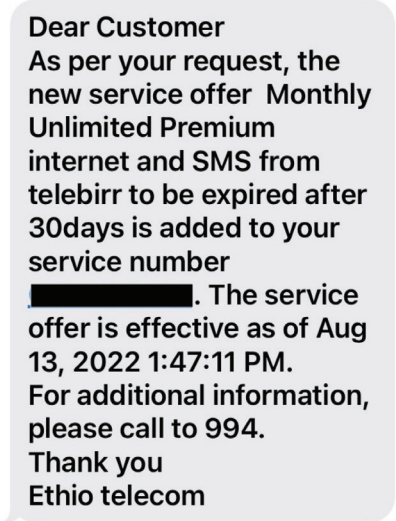 Dear Customer
As per your request, the
new service offer  Monthly
Unlimited Premium
internet and SMS from
telebirr to be expired after
30days is added to your
service number
. The service
offer is effective as of Aug
13, 2022 1:47:11 PM.
For additional information,
please call to 994.
Thank you
Ethio telecom